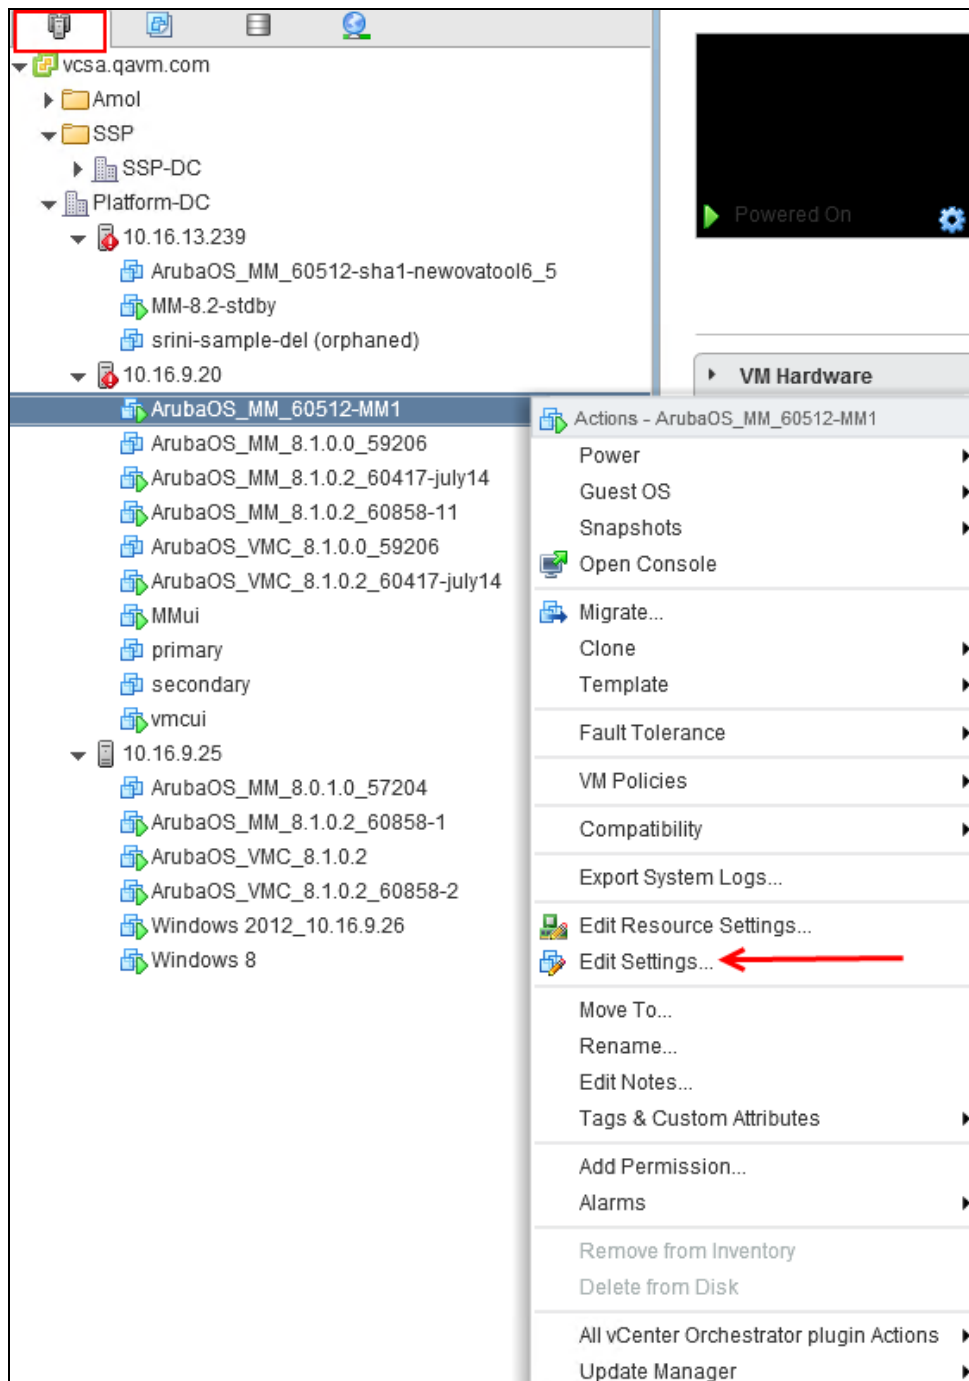 vcsa.qavm.com
Amol
SSP
SSP-DC
Platform-DC
10.16.13.239
ArubaOS_MM_60512-sha1-newovatool6_5
MM-8.2-stdby
srini-sample-del (orphaned)
10.16.9.20
ArubaOS_MM_60512-MM1
ArubaOS_MM_8.1.0.0_59206
ArubaOS_MM_8.1.0.2_60417-july14
ArubaOS_MM_8.1.0.2_60858-11
ArubaOS_VMC_8.1.0.0_59206
ArubaOS_VMC_8.1.0.2_60417-july14
MMui
primary
secondary
vmcui
10.16.9.25
ArubaOS_MM_8.0.1.0_57204
ArubaOS_MM_8.1.0.2_60858-1
ArubaOS_VMC_8.1.0.2
ArubaOS_VMC_8.1.0.2_60858-2
Windows 2012_10.16.9.26
Windows 8
Powered On
VM Hardware
Actions - ArubaOS_MM_60512-MM1
Power
Guest OS
Snapshots
Open Console
Migrate...
Clone
Template
Fault Tolerance
VM Policies
Compatibility
Export System Logs...
Edit Resource Settings...
Edit Settings...
Move To...
Rename...
Edit Notes...
Tags & Custom Attributes
Add Permission...
Alarms
Remove from Inventory
Delete from Disk
All vCenter Orchestrator plugin Actions
Update Manager